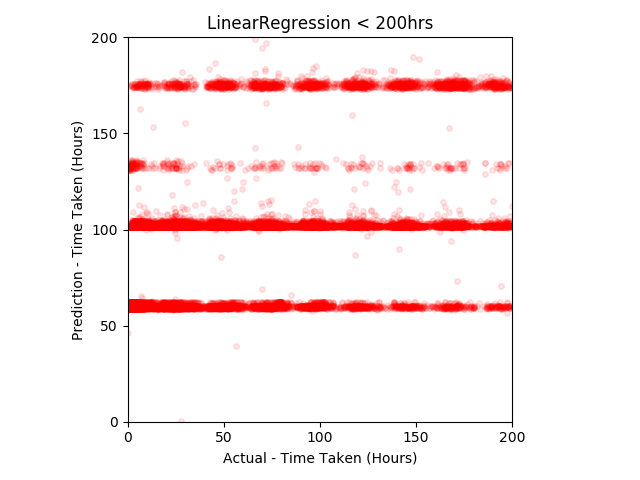 LinearRegression < 200hrs
200
150
100
50
0
Prediction - Time Taken (Hours)
0 50 100 150 200
Actual - Time Taken (Hours)